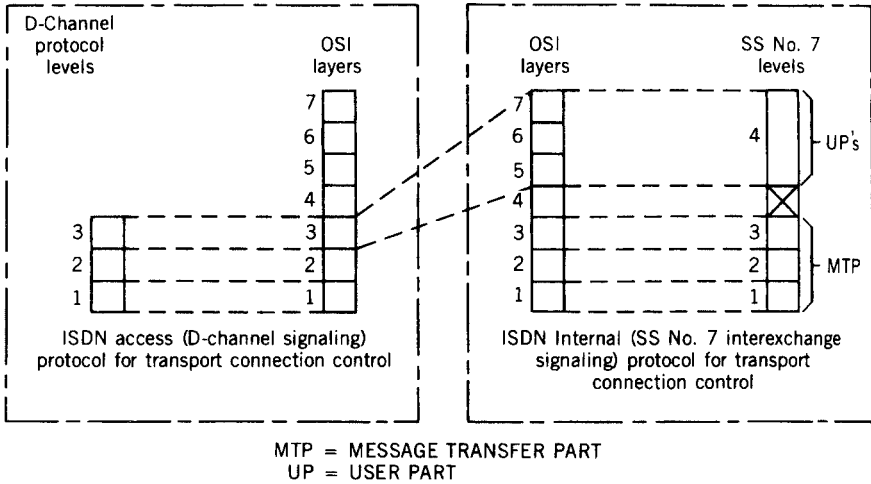 D-Channel
protocol
levels
OSI
layers
7
6
5
4
3
2
1
3
2
1
ISDN access (D-channel signaling)
protocol for transport connection control
OSI
layers
SS No. 7
levels
7
6
5
4
3
2
1
4
3
2
1
UP's
MTP
ISDN Internal (SS No. 7 interexchange
signaling) protocol for transport
connection control
MTP = MESSAGE TRANSFER PART
UP = USER PART